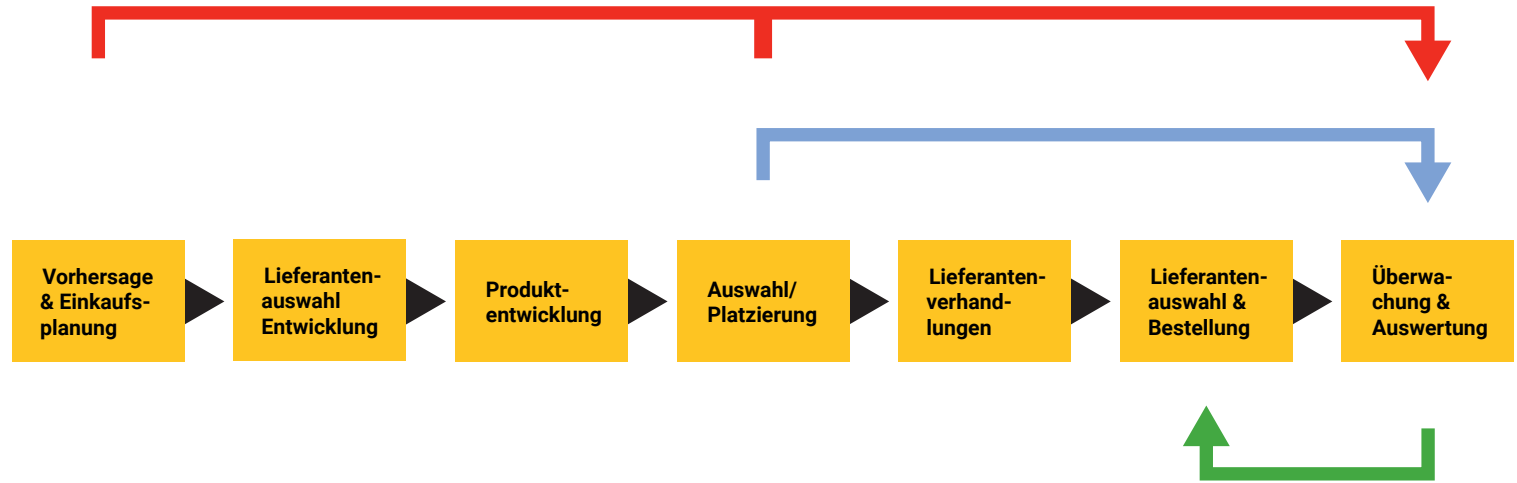 Vorhersage
& Einkaufs-
planung
Lieferanten-
auswahl
Entwicklung
Produkt-
entwicklung
Auswahl/
Platzierung
Lieferanten-
verhand-
lungen
Lieferanten-
auswahl &
Bestellung
Überwa-
chung &
Auswertung